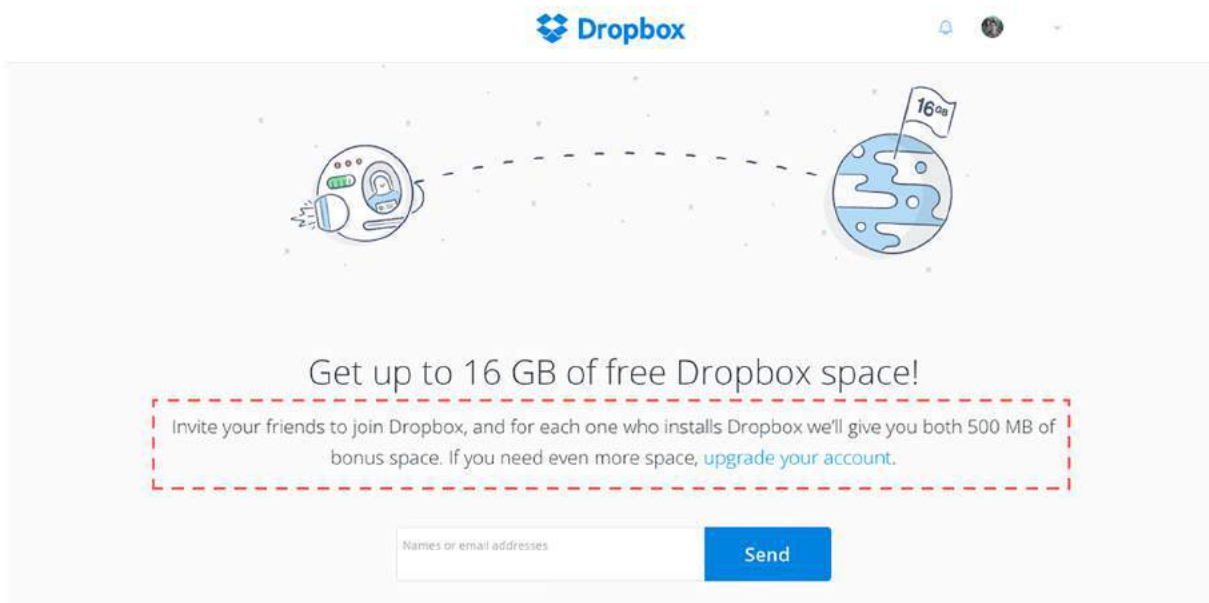 Dropbox
16 GB
Get up to 16 GB of free Dropbox space!
Invite your friends to join Dropbox, and for each one who installs Dropbox we'll give you both 500 MB of
bonus space. If you need even more space, upgrade your account.
Names or email addresses
Send